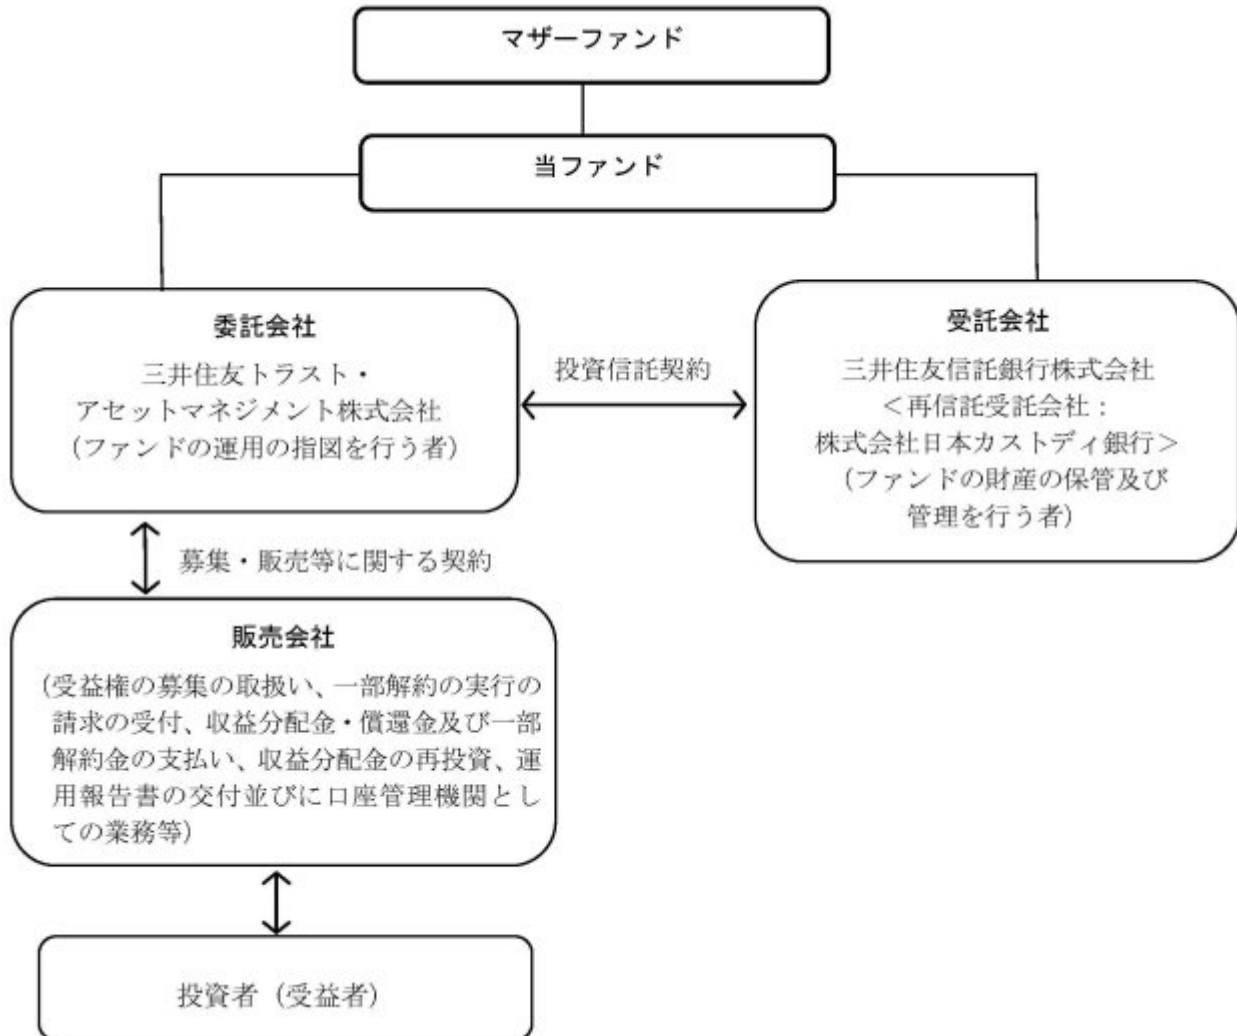 マザーファンド
当ファンド
委託会社
三井住友トラスト・
アセットマネジメント株式会社
(ファンドの運用の指図を行う者)
投資信託契約
受託会社
三井住友信託銀行株式会社
＜再信託受託会社：
株式会社日本カストディ銀行＞
(ファンドの財産の保管及び
管理を行う者)
募集・販売等に関する契約
販売会社
(受益権の募集の取扱い、一部解約の実行の
請求の受付、収益分配金・償還金及び一部
解約金の支払い、収益分配金の再投資、運
用報告書の交付並びに口座管理機関とし
ての業務等)
投資者（受益者）